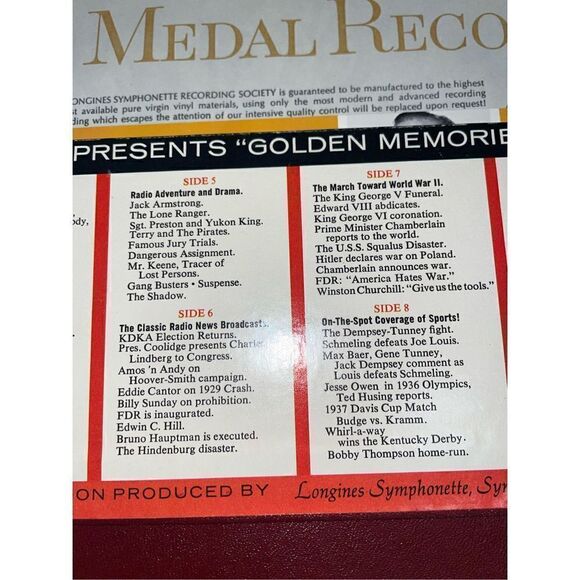 MEDAL RECO
LONGINES SYMPHONETTE RECORDING SOCIETY is guaranteed to be manufactured to the highest
st available pure virgin vinyl materials, using only the most modern and advanced recording
ding which escapes the attention of our intensive quality control will be replaced upon request!
PRESENTS "GOLDEN MEMORIE
ody,
SIDE 5
Radio Adventure and Drama.
Jack Armstrong.
The Lone Ranger.
Sgt. Preston and Yukon King.
Terry and The Pirates.
Famous Jury Trials.
Dangerous Assignment.
Mr. Keene, Tracer of
Lost Persons.
Gang Busters • Suspense.
The Shadow.
SIDE 6
The Classic Radio News Broadcasts.
KDKA Election Returns.
Pres. Coolidge presents Charles
Lindberg to Congress.
Amos 'n Andy on
Hoover-Smith campaign.
Eddie Cantor on 1929 Crash.
Billy Sunday on prohibition.
FDR is inaugurated.
Edwin C. Hill.
Bruno Hauptman is executed.
The Hindenburg disaster.
SIDE 7
The March Toward World War II.
The King George V Funeral.
Edward VIII abdicates.
King George VI coronation.
Prime Minister Chamberlain
reports to the world.
The U.S.S. Squalus Disaster.
Hitler declares war on Poland.
Chamberlain announces war.
FDR: "America Hates War."
Winston Churchill: "Give us the tools."
SIDE 8
On-The-Spot Coverage of Sports!
The Dempsey-Tunney fight.
Schmeling defeats Joe Louis.
Max Baer, Gene Tunney,
Jack Dempsey comment as
Louis defeats Schmeling.
Jesse Owen in 1936 Olympics,
Ted Husing reports.
1937 Davis Cup Match
Budge vs. Kramm.
Whirl-a-way
wins the Kentucky Derby.
Bobby Thompson home-run.
ION PRODUCED BY Longines Symphonette, Sy